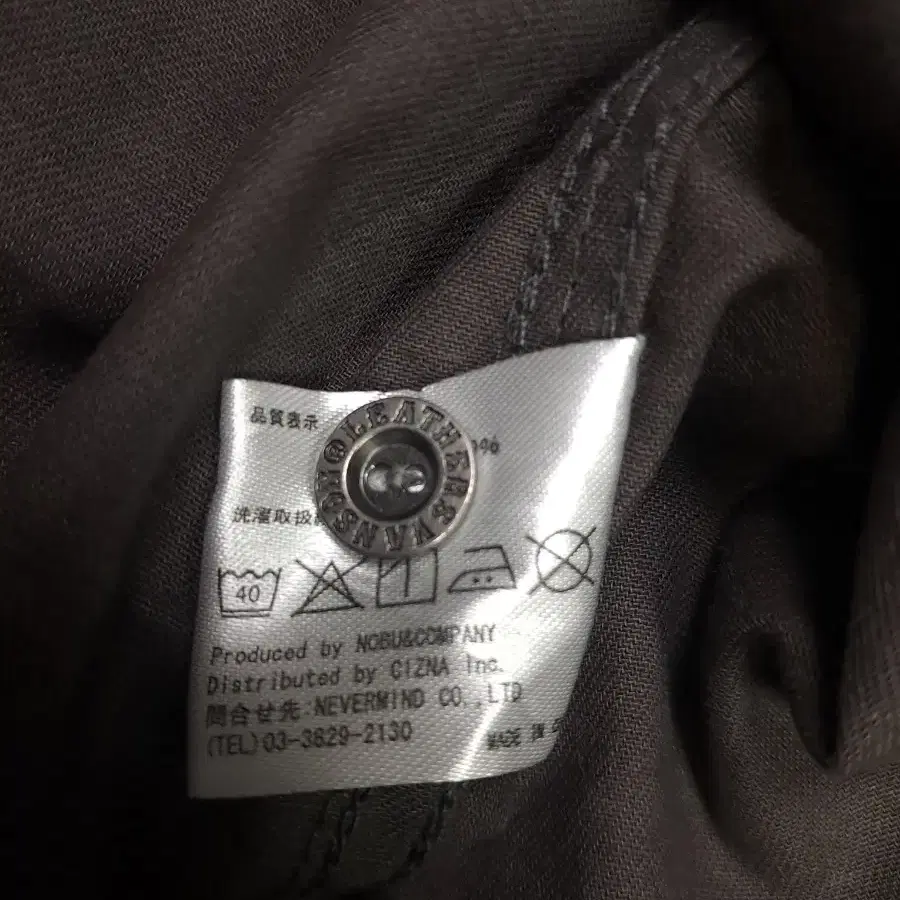 品質表示
LEATHERS VANSON
洗濯取扱
40
Produced by NOBU&COMPANY
Distributed by CIZNA Inc.
問合せ先:NEVERMIND CO.,LTD
(TEL)03-3829-2130
MADE IN